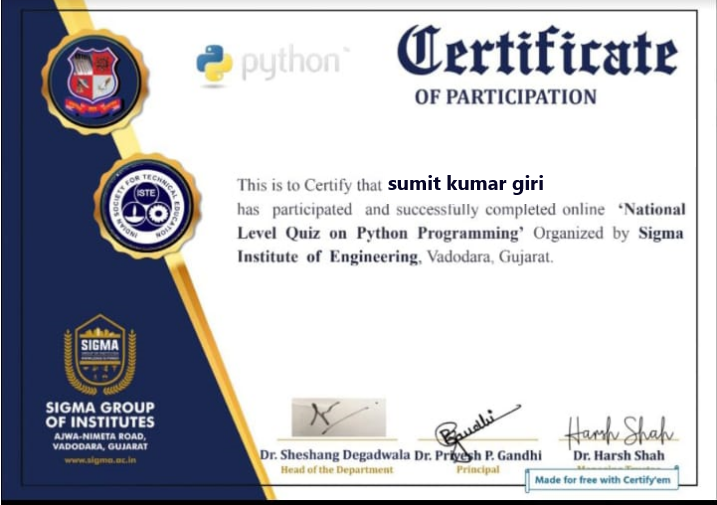 python
Certificate
OF PARTICIPATION
INDIAN SOCIETY FOR TECHNICAL EDUCATION
ISTE
This is to Certify that sumit kumar giri
has participated and successfully completed online ‘National
Level Quiz on Python Programming’ Organized by Sigma
Institute of Engineering, Vadodara, Gujarat.
SIGMA
SIGMA GROUP
OF INSTITUTES
AJWA-NIMETA ROAD,
VADODARA, GUJARAT
www.sigma.ac.in
Harsh Shah
Dr. Sheshang Degadwala Dr. Priyesh P. Gandhi Dr. Harsh Shah
Head of the Department Principal
Made for free with Certify'em